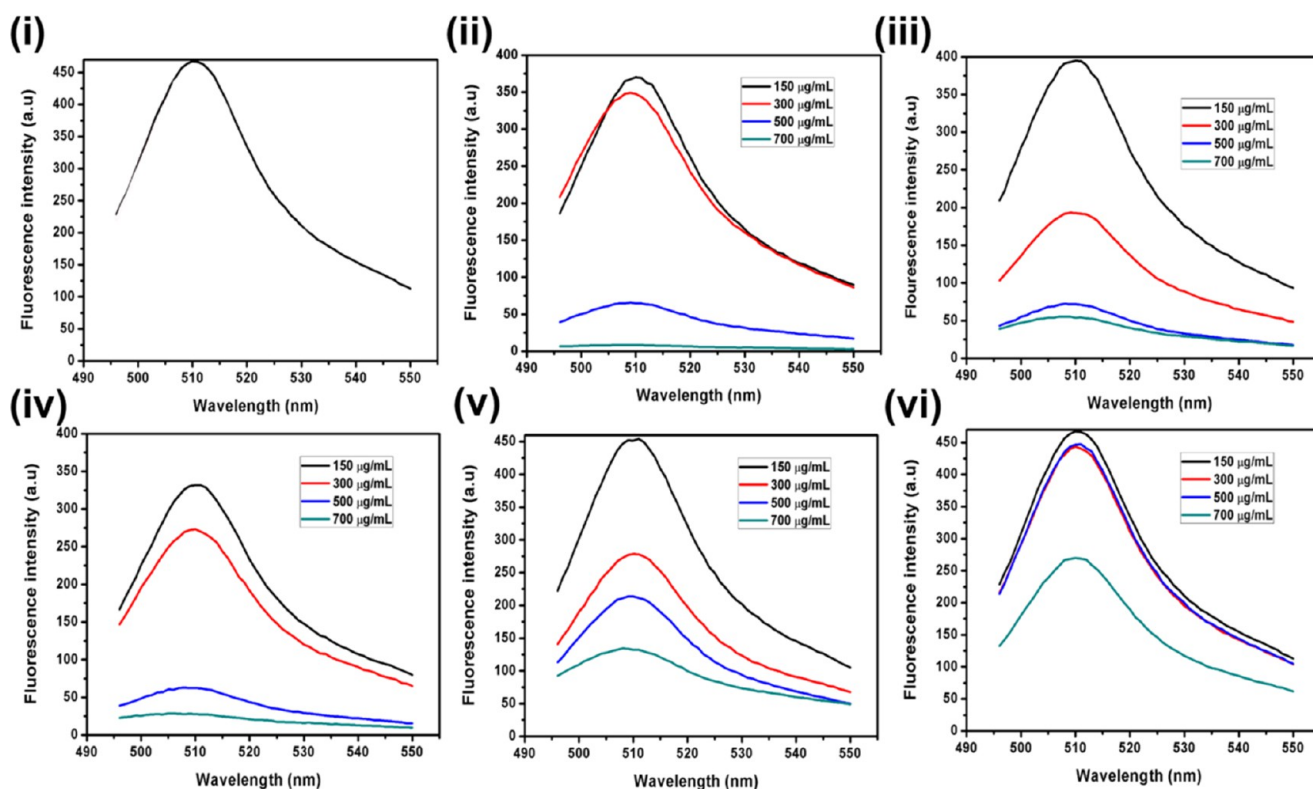 (i)
Fluorescence intensity (a.u)
450
400
350
300
250
200
150
100
50
0
490 500 510 520 530 540 550
Wavelength (nm)
(ii)
Fluorescence intensity (a.u)
400
350
300
250
200
150
100
50
0
150 µg/mL
300 µg/mL
500 µg/mL
700 µg/mL
490 500 510 520 530 540 550
Wavelength (nm)
(iii)
Flourescence intensity (a.u)
400
350
300
250
200
150
100
50
0
150 µg/mL
300 µg/mL
500 µg/mL
700 µg/mL
490 500 510 520 530 540 550
Wavelength (nm)
(iv)
Fluorescence intensity (a.u)
400
350
300
250
200
150
100
50
0
150 µg/mL
300 µg/mL
500 µg/mL
700 µg/mL
490 500 510 520 530 540 550
Wavelength (nm)
(v)
Fluorescence intensity (a.u)
450
400
350
300
250
200
150
100
50
0
150 µg/mL
300 µg/mL
500 µg/mL
700 µg/mL
490 500 510 520 530 540 550
Wavelength (nm)
(vi)
Fluorescence intensity (a.u)
450
400
350
300
250
200
150
100
50
0
150 µg/mL
300 µg/mL
500 µg/mL
700 µg/mL
490 500 510 520 530 540 550
Wavelength (nm)